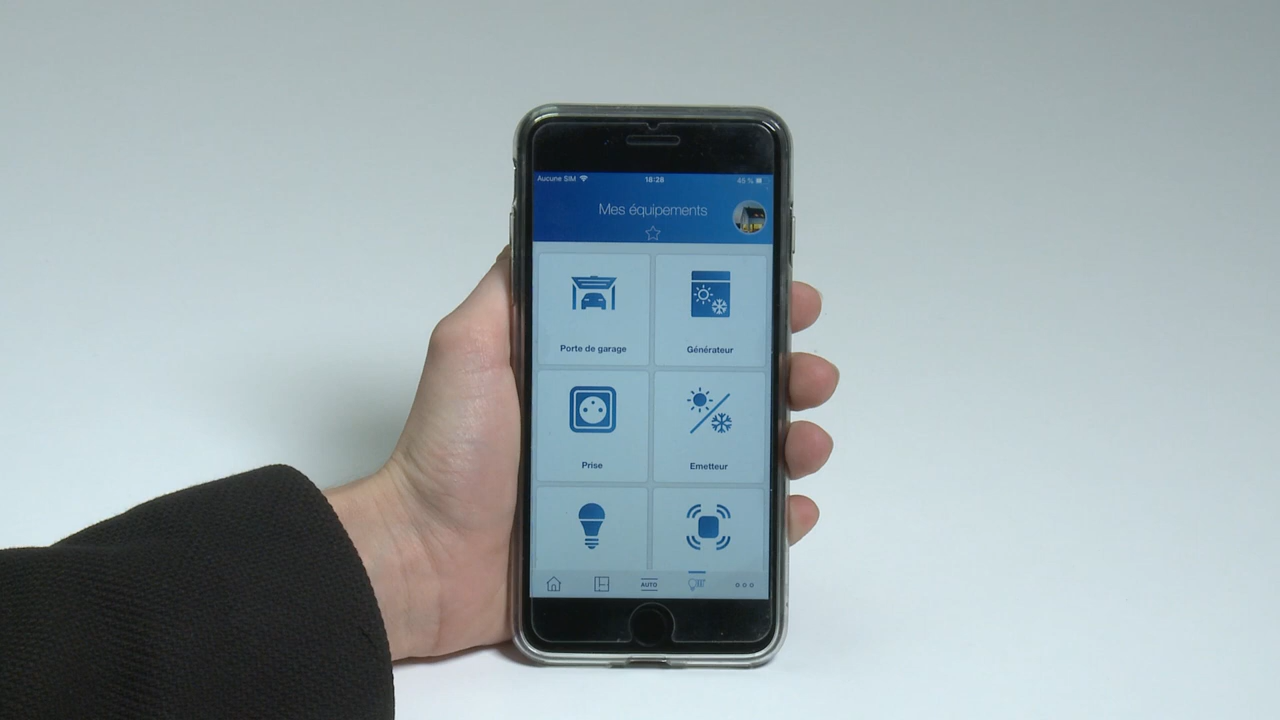 Aucune SIM 18:28 45 %
Mes équipements
Porte de garage Générateur
Prise Emetteur
AUTO